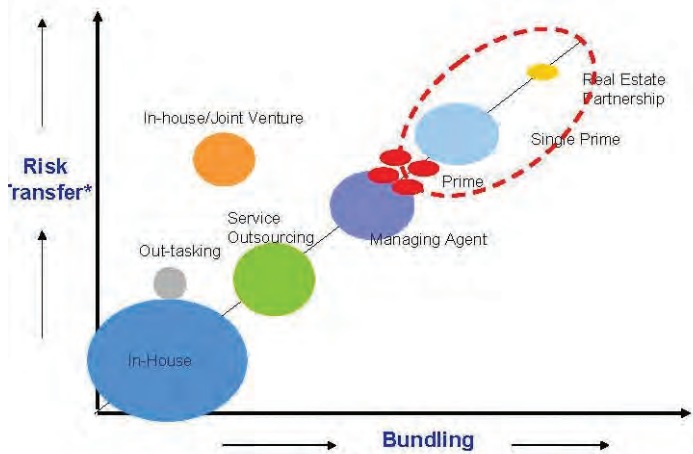 Real Estate
Partnership
In-house/Joint Venture
Single Prime
Risk
Transfer*
Prime
Service
Outsourcing
Managing Agent
Out-tasking
In-House
Bundling